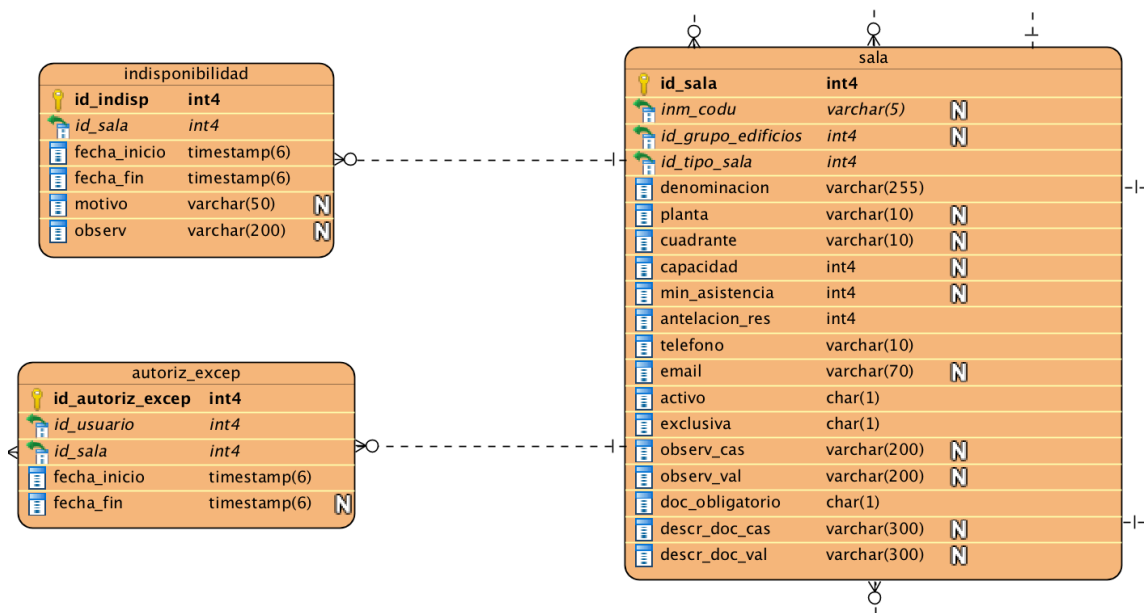 indisponibilidad
id_indisp int4
id_sala int4
fecha_inicio timestamp(6)
fecha_fin timestamp(6)
motivo varchar(50) N
observ varchar(200) N
autoriz_excep
id_autoriz_excep int4
id_usuario int4
id_sala int4
fecha_inicio timestamp(6)
fecha_fin timestamp(6) N
sala
id_sala int4
inm_codu varchar(5) N
id_grupo_edificios int4 N
id_tipo_sala int4
denominacion varchar(255)
planta varchar(10) N
cuadrante varchar(10) N
capacidad int4 N
min_asistencia int4 N
antelacion_res int4
telefono varchar(10)
email varchar(70) N
activo char(1)
exclusiva char(1)
observ_cas varchar(200) N
observ_val varchar(200) N
doc_obligatorio char(1)
descr_doc_cas varchar(300) N
descr_doc_val varchar(300) N